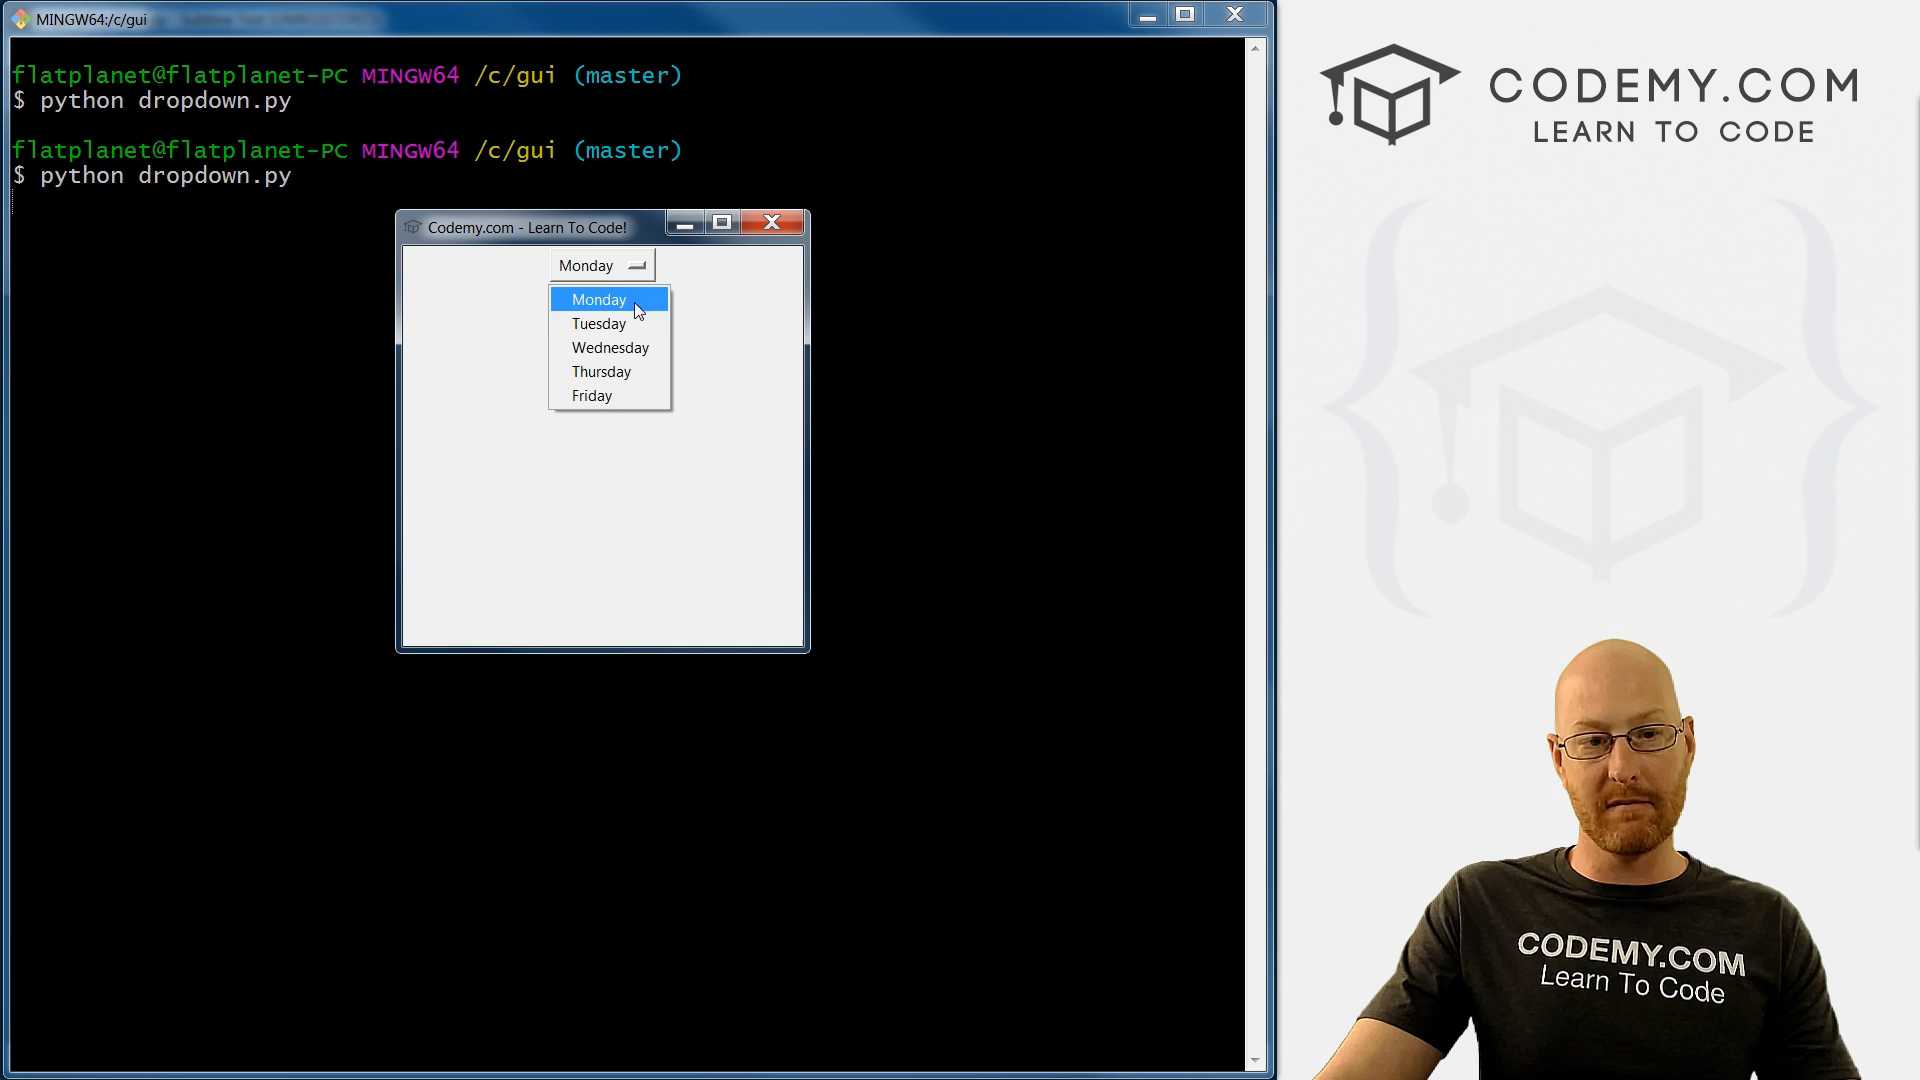 MINGW64:/c/gui
flatplanet@flatplanet-PC MINGW64 /c/gui (master)
$ python dropdown.py
flatplanet@flatplanet-PC MINGW64 /c/gui (master)
$ python dropdown.py
Codemy.com - Learn To Code!
Monday
Monday
Tuesday
Wednesday
Thursday
Friday
CODEMY.COM
LEARN TO CODE
CODEMY.COM
Learn To Code